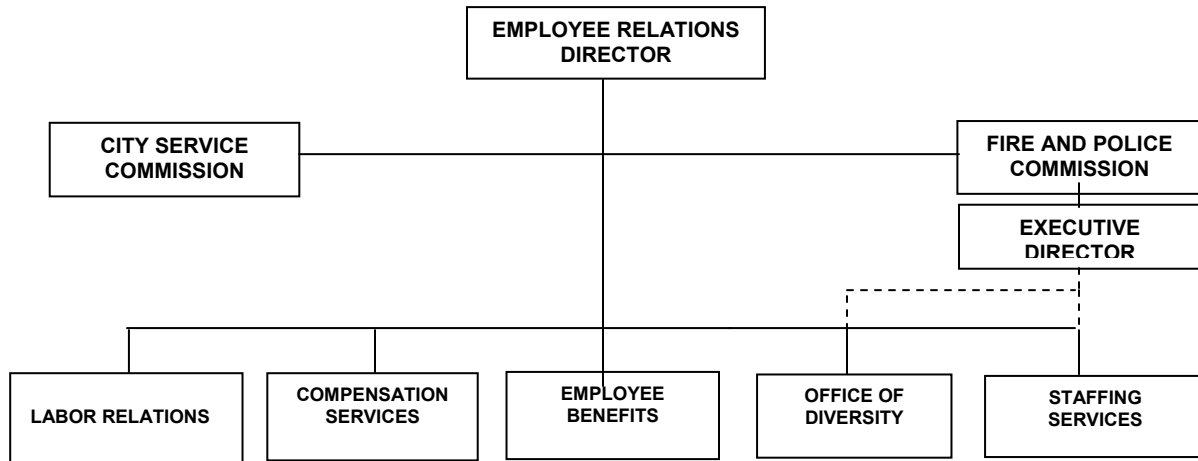 EMPLOYEE RELATIONS
DIRECTOR
CITY SERVICE
COMMISSION
FIRE AND POLICE
COMMISSION
EXECUTIVE
DIRECTOR
LABOR RELATIONS
COMPENSATION
SERVICES
EMPLOYEE
BENEFITS
OFFICE OF
DIVERSITY
STAFFING
SERVICES